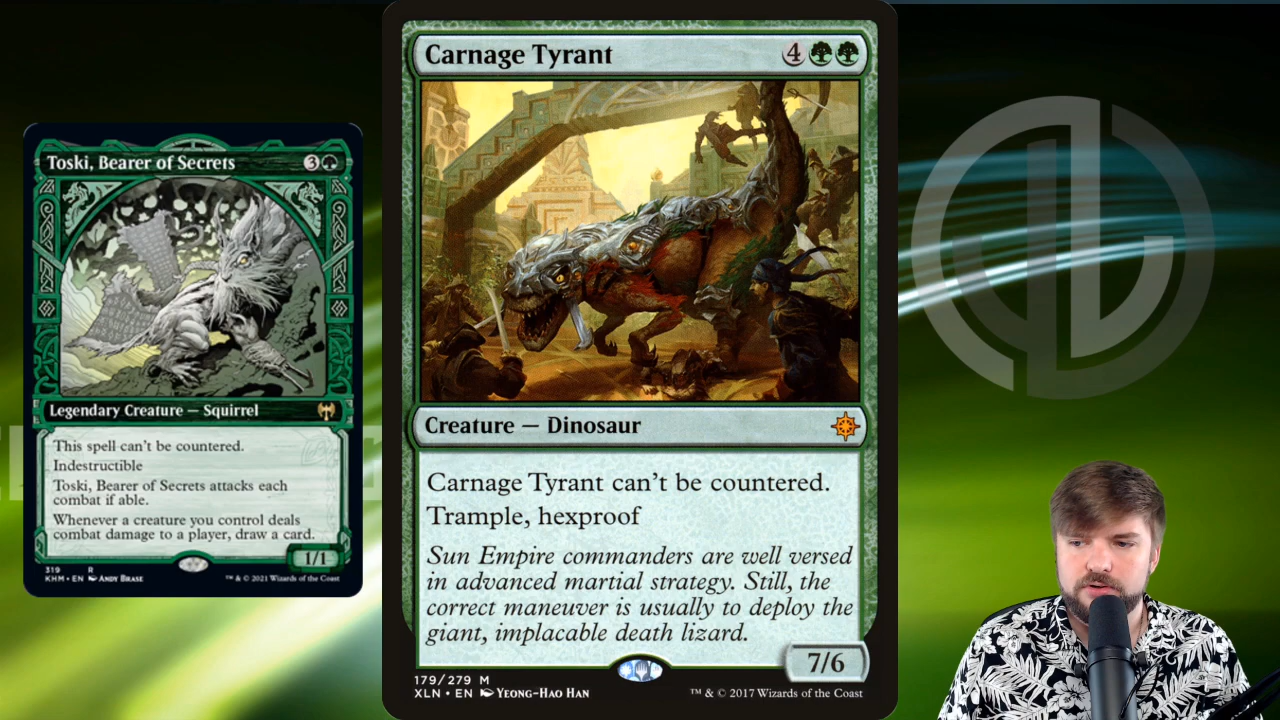 Toski, Bearer of Secrets 3
Legendary Creature — Squirrel
This spell can't be countered.
Indestructible
Toski, Bearer of Secrets attacks each
combat if able.
Whenever a creature you control deals
combat damage to a player, draw a card.
1/1
319 R
KHM • EN Andy Brase ™ & © 2021 Wizards of the Coast
Carnage Tyrant 4
Creature — Dinosaur
Carnage Tyrant can't be countered.
Trample, hexproof
Sun Empire commanders are well versed
in advanced martial strategy. Still, the
correct maneuver is usually to deploy the
giant, implacable death lizard.
7/6
179/279 M
XLN • EN Yeong-Hao Han ™ & © 2017 Wizards of the Coast